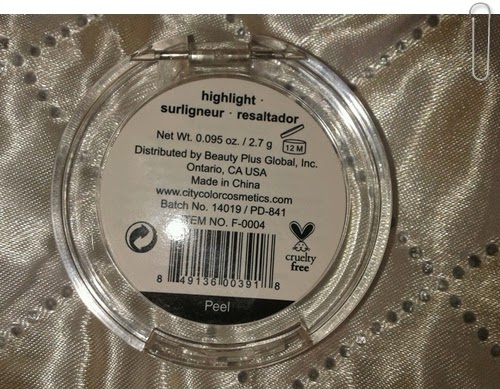 highlight ·
surligneur · resaltador
Net Wt. 0.095 oz. / 2.7 g
12 M
Distributed by Beauty Plus Global, Inc.
Ontario, CA USA
Made in China
www.citycolorcosmetics.com
Batch No. 14019 / PD-841
ITEM NO. F-0004
cruelty
free
8 49136 00391 8
Peel